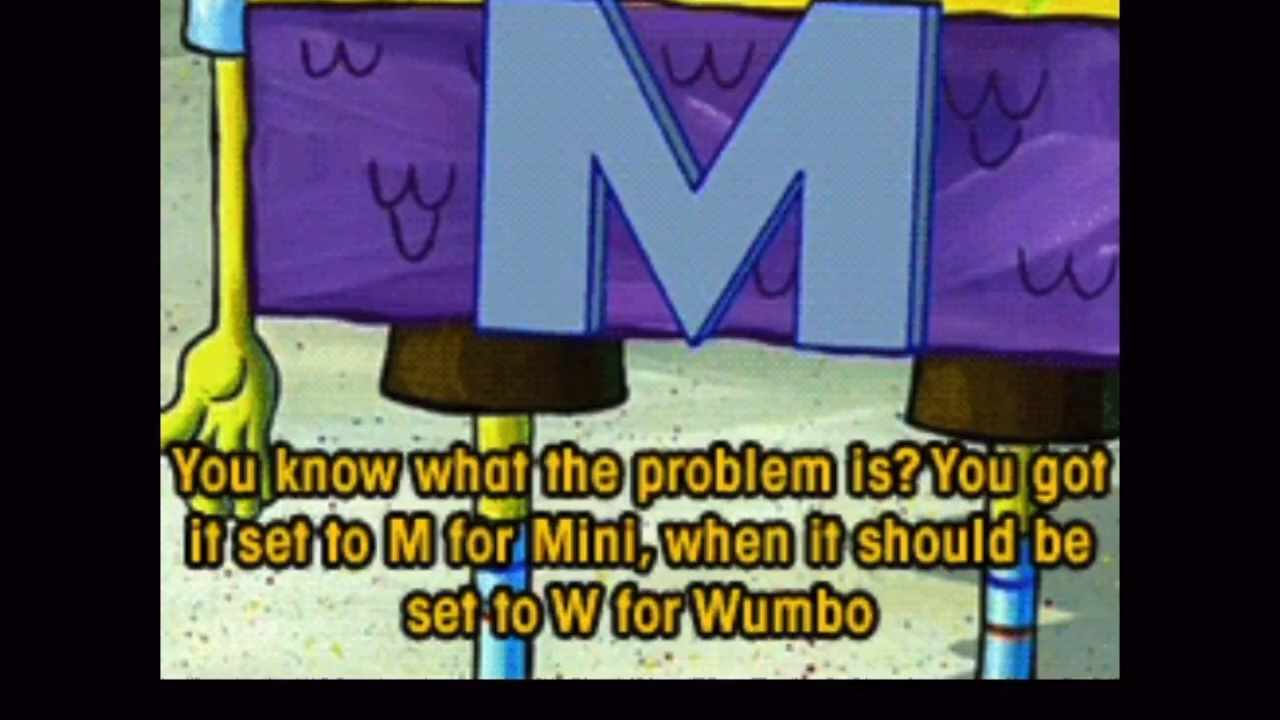 M
You know what the problem is? You got
it set to M for Mini, when it should be
set to W for Wumbo